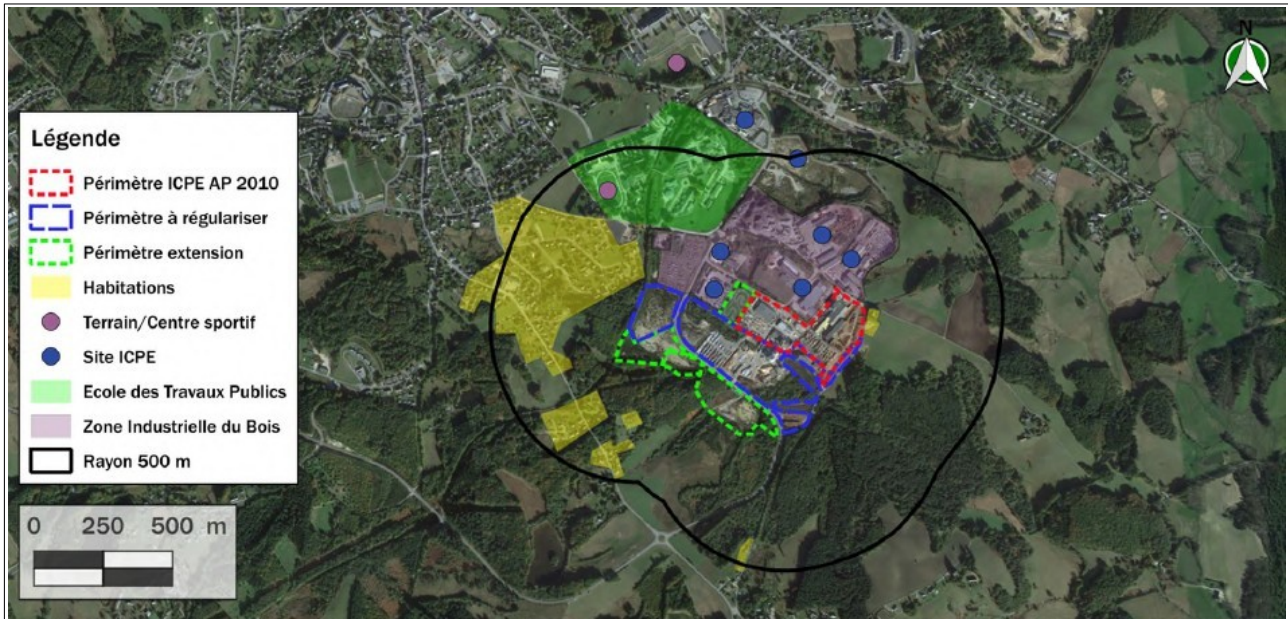 N
Légende
Périmètre ICPE AP 2010
Périmètre à régulariser
Périmètre extension
Habitations
Terrain/Centre sportif
Site ICPE
Ecole des Travaux Publics
Zone Industrielle du Bois
Rayon 500 m
0 250 500 m